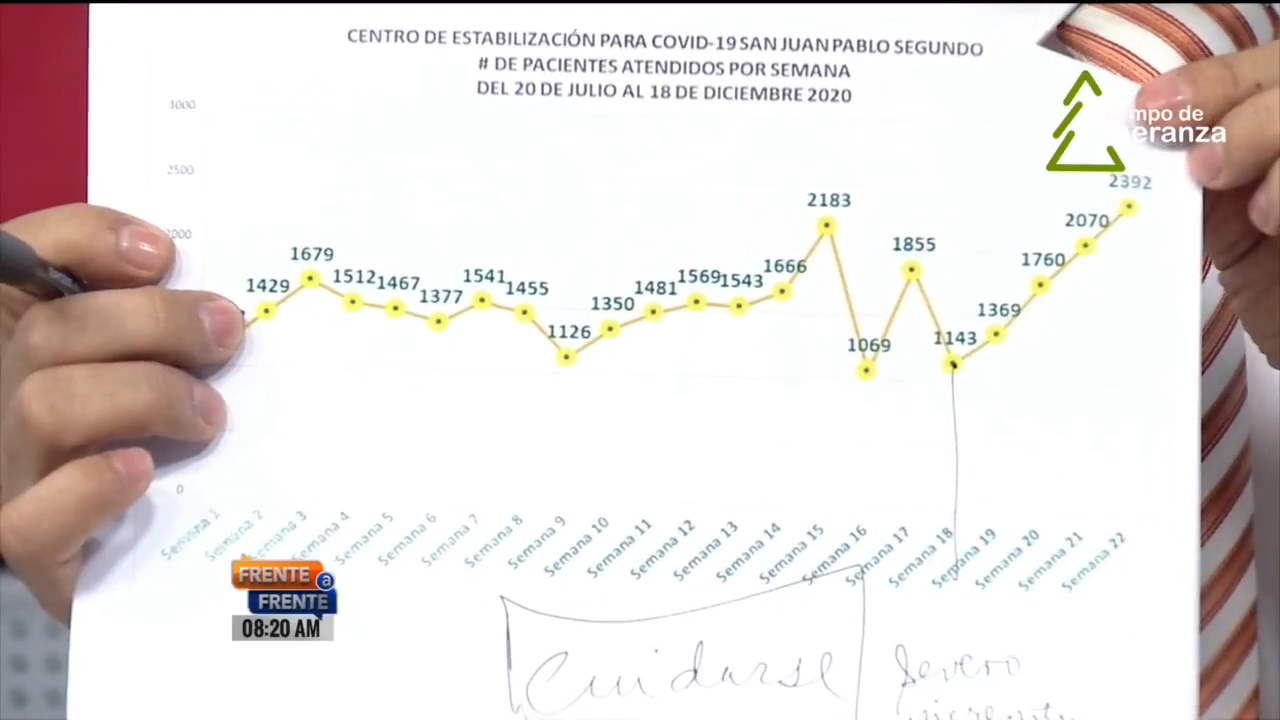 CENTRO DE ESTABILIZACIÓN PARA COVID-19 SAN JUAN PABLO SEGUNDO
# DE PACIENTES ATENDIDOS POR SEMANA
DEL 20 DE JULIO AL 18 DE DICIEMBRE 2020
3000
2500
0
1429
1679
1512
1467
1377
1541
1455
1126
1350
1481
1569
1543
1666
2183
1069
1855
1143
1369
1760
2070
2392
Semana 1
Semana 2
Semana 3
Semana 4
Semana 5
Semana 6
Semana 7
Semana 8
Semana 9
Semana 10
Semana 11
Semana 12
Semana 13
Semana 14
Semana 15
Semana 16
Semana 17
Semana 18
Semana 19
Semana 20
Semana 21
Semana 22
Cuidarse
Severo
mpo de
eranza
FRENTE a
FRENTE
08:20 AM